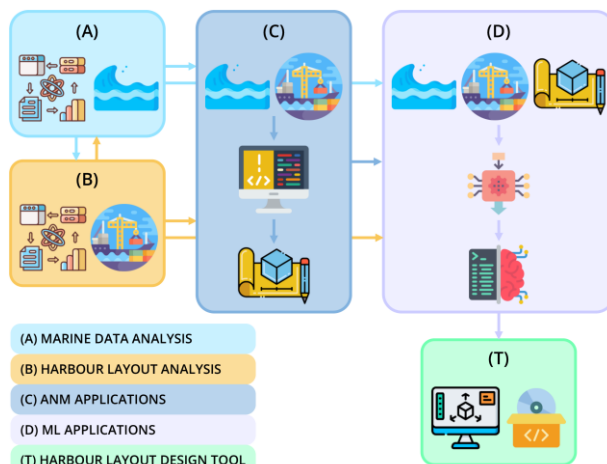 (A)
(C)
(D)
(B)
(A) MARINE DATA ANALYSIS
(B) HARBOUR LAYOUT ANALYSIS
(C) ANM APPLICATIONS
(D) ML APPLICATIONS
(T) HARBOUR LAYOUT DESIGN TOOL
(T)